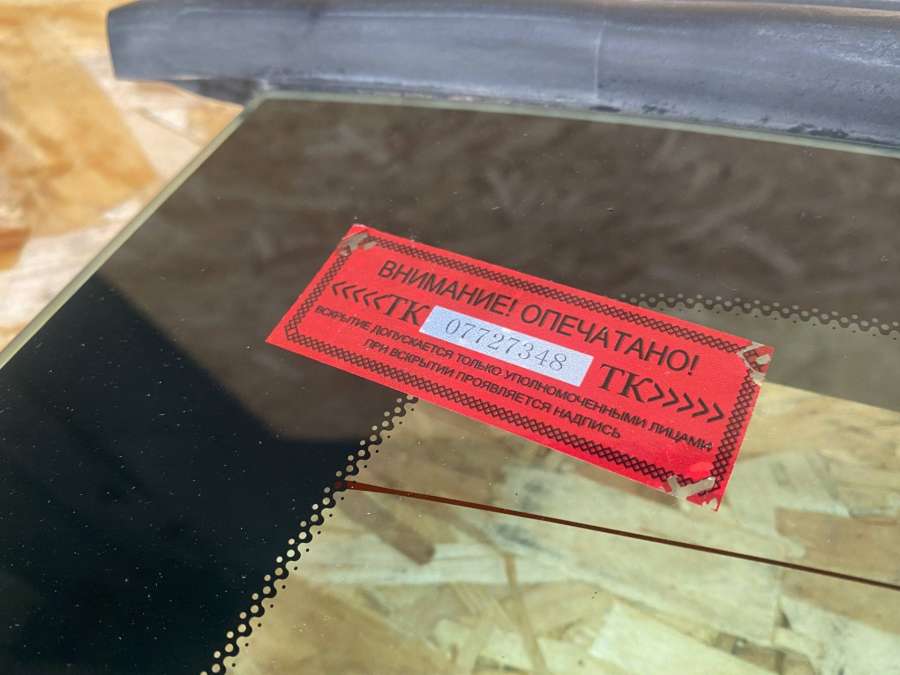 ВНИМАНИЕ! ОПЕЧАТАНО!
<<<<<ТК 07727348 ТК>>>>>
ВСКРЫТИЕ ДОПУСКАЕТСЯ ТОЛЬКО УПОЛНОМОЧЕННЫМИ ЛИЦАМИ
ПРИ ВСКРЫТИИ ПРОЯВЛЯЕТСЯ НАДПИСЬ